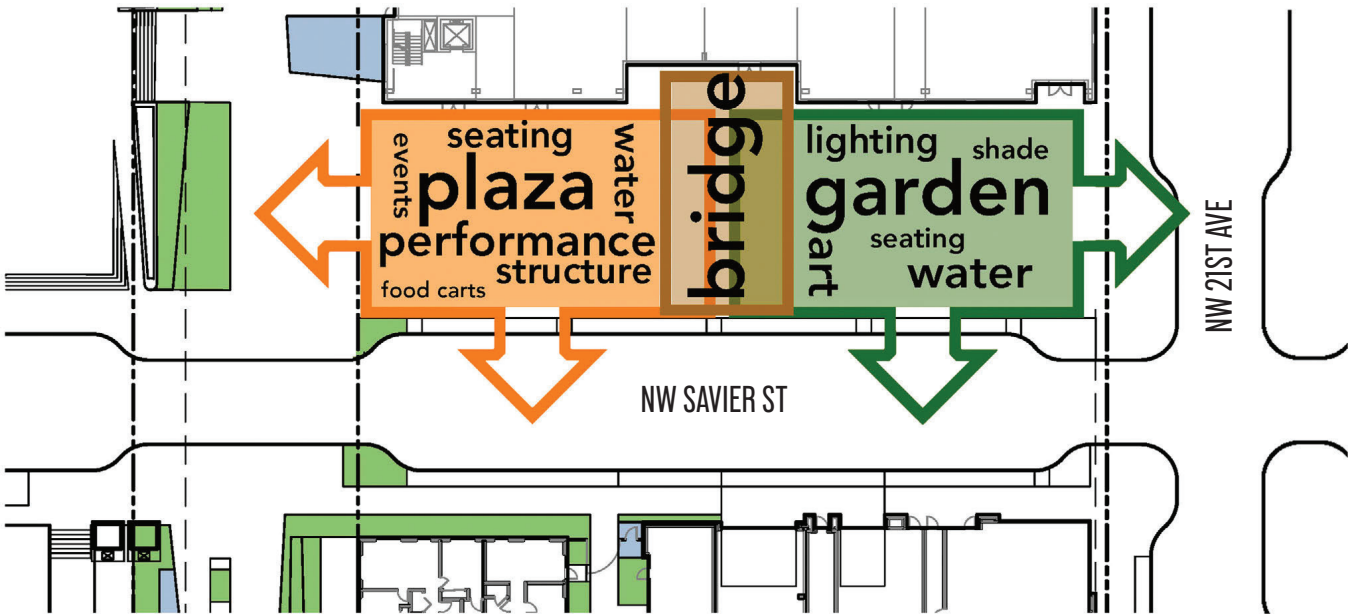 events
seating
plaza
water
performance
structure
food carts
bridge
lighting
shade
garden
art
seating
water
NW SAVIER ST
NW 21ST AVE